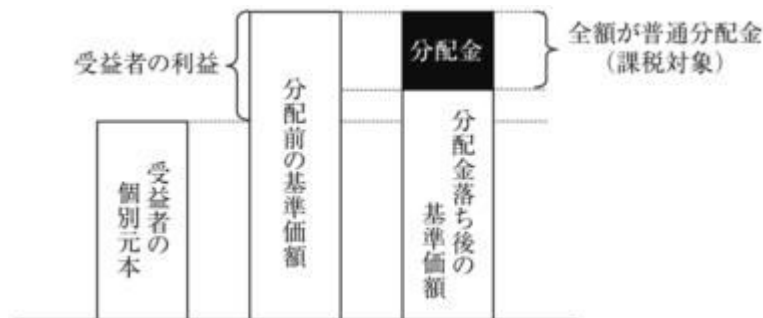 受益者の利益
受益者の
個別元本
分配前の基準価額
分配金
分配金落ち後の
基準価額
全額が普通分配金
（課税対象）